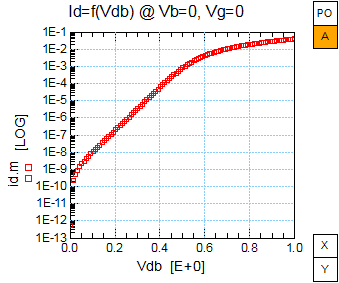 Id=f(Vdb) @ Vb=0, Vg=0
PO
A
1E-1
1E-2
1E-3
1E-4
1E-5
1E-6
1E-7
1E-8
1E-9
1E-10
1E-11
1E-12
1E-13
id.m [LOG]
0.0 0.2 0.4 0.6 0.8 1.0
Vdb [E+0]
X
Y